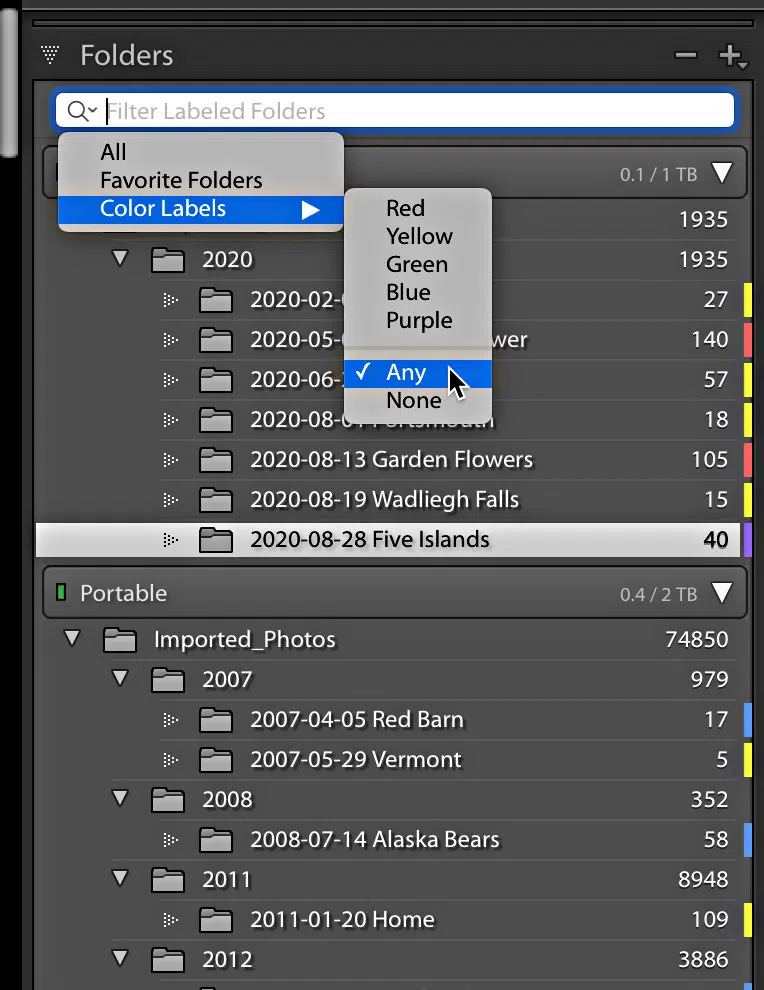 Folders
Filter Labeled Folders
All
Favorite Folders
Color Labels
0.1 / 1 TB
Red
Yellow
Green
Blue
Purple
Any
None
1935
2020 1935
2020-02- 27
2020-05- wer 140
2020-06- 57
2020-08-0 Portsmouth 18
2020-08-13 Garden Flowers 105
2020-08-19 Wadliegh Falls 15
2020-08-28 Five Islands 40
Portable 0.4 / 2 TB
Imported_Photos 74850
2007 979
2007-04-05 Red Barn 17
2007-05-29 Vermont 5
2008 352
2008-07-14 Alaska Bears 58
2011 8948
2011-01-20 Home 109
2012 3886